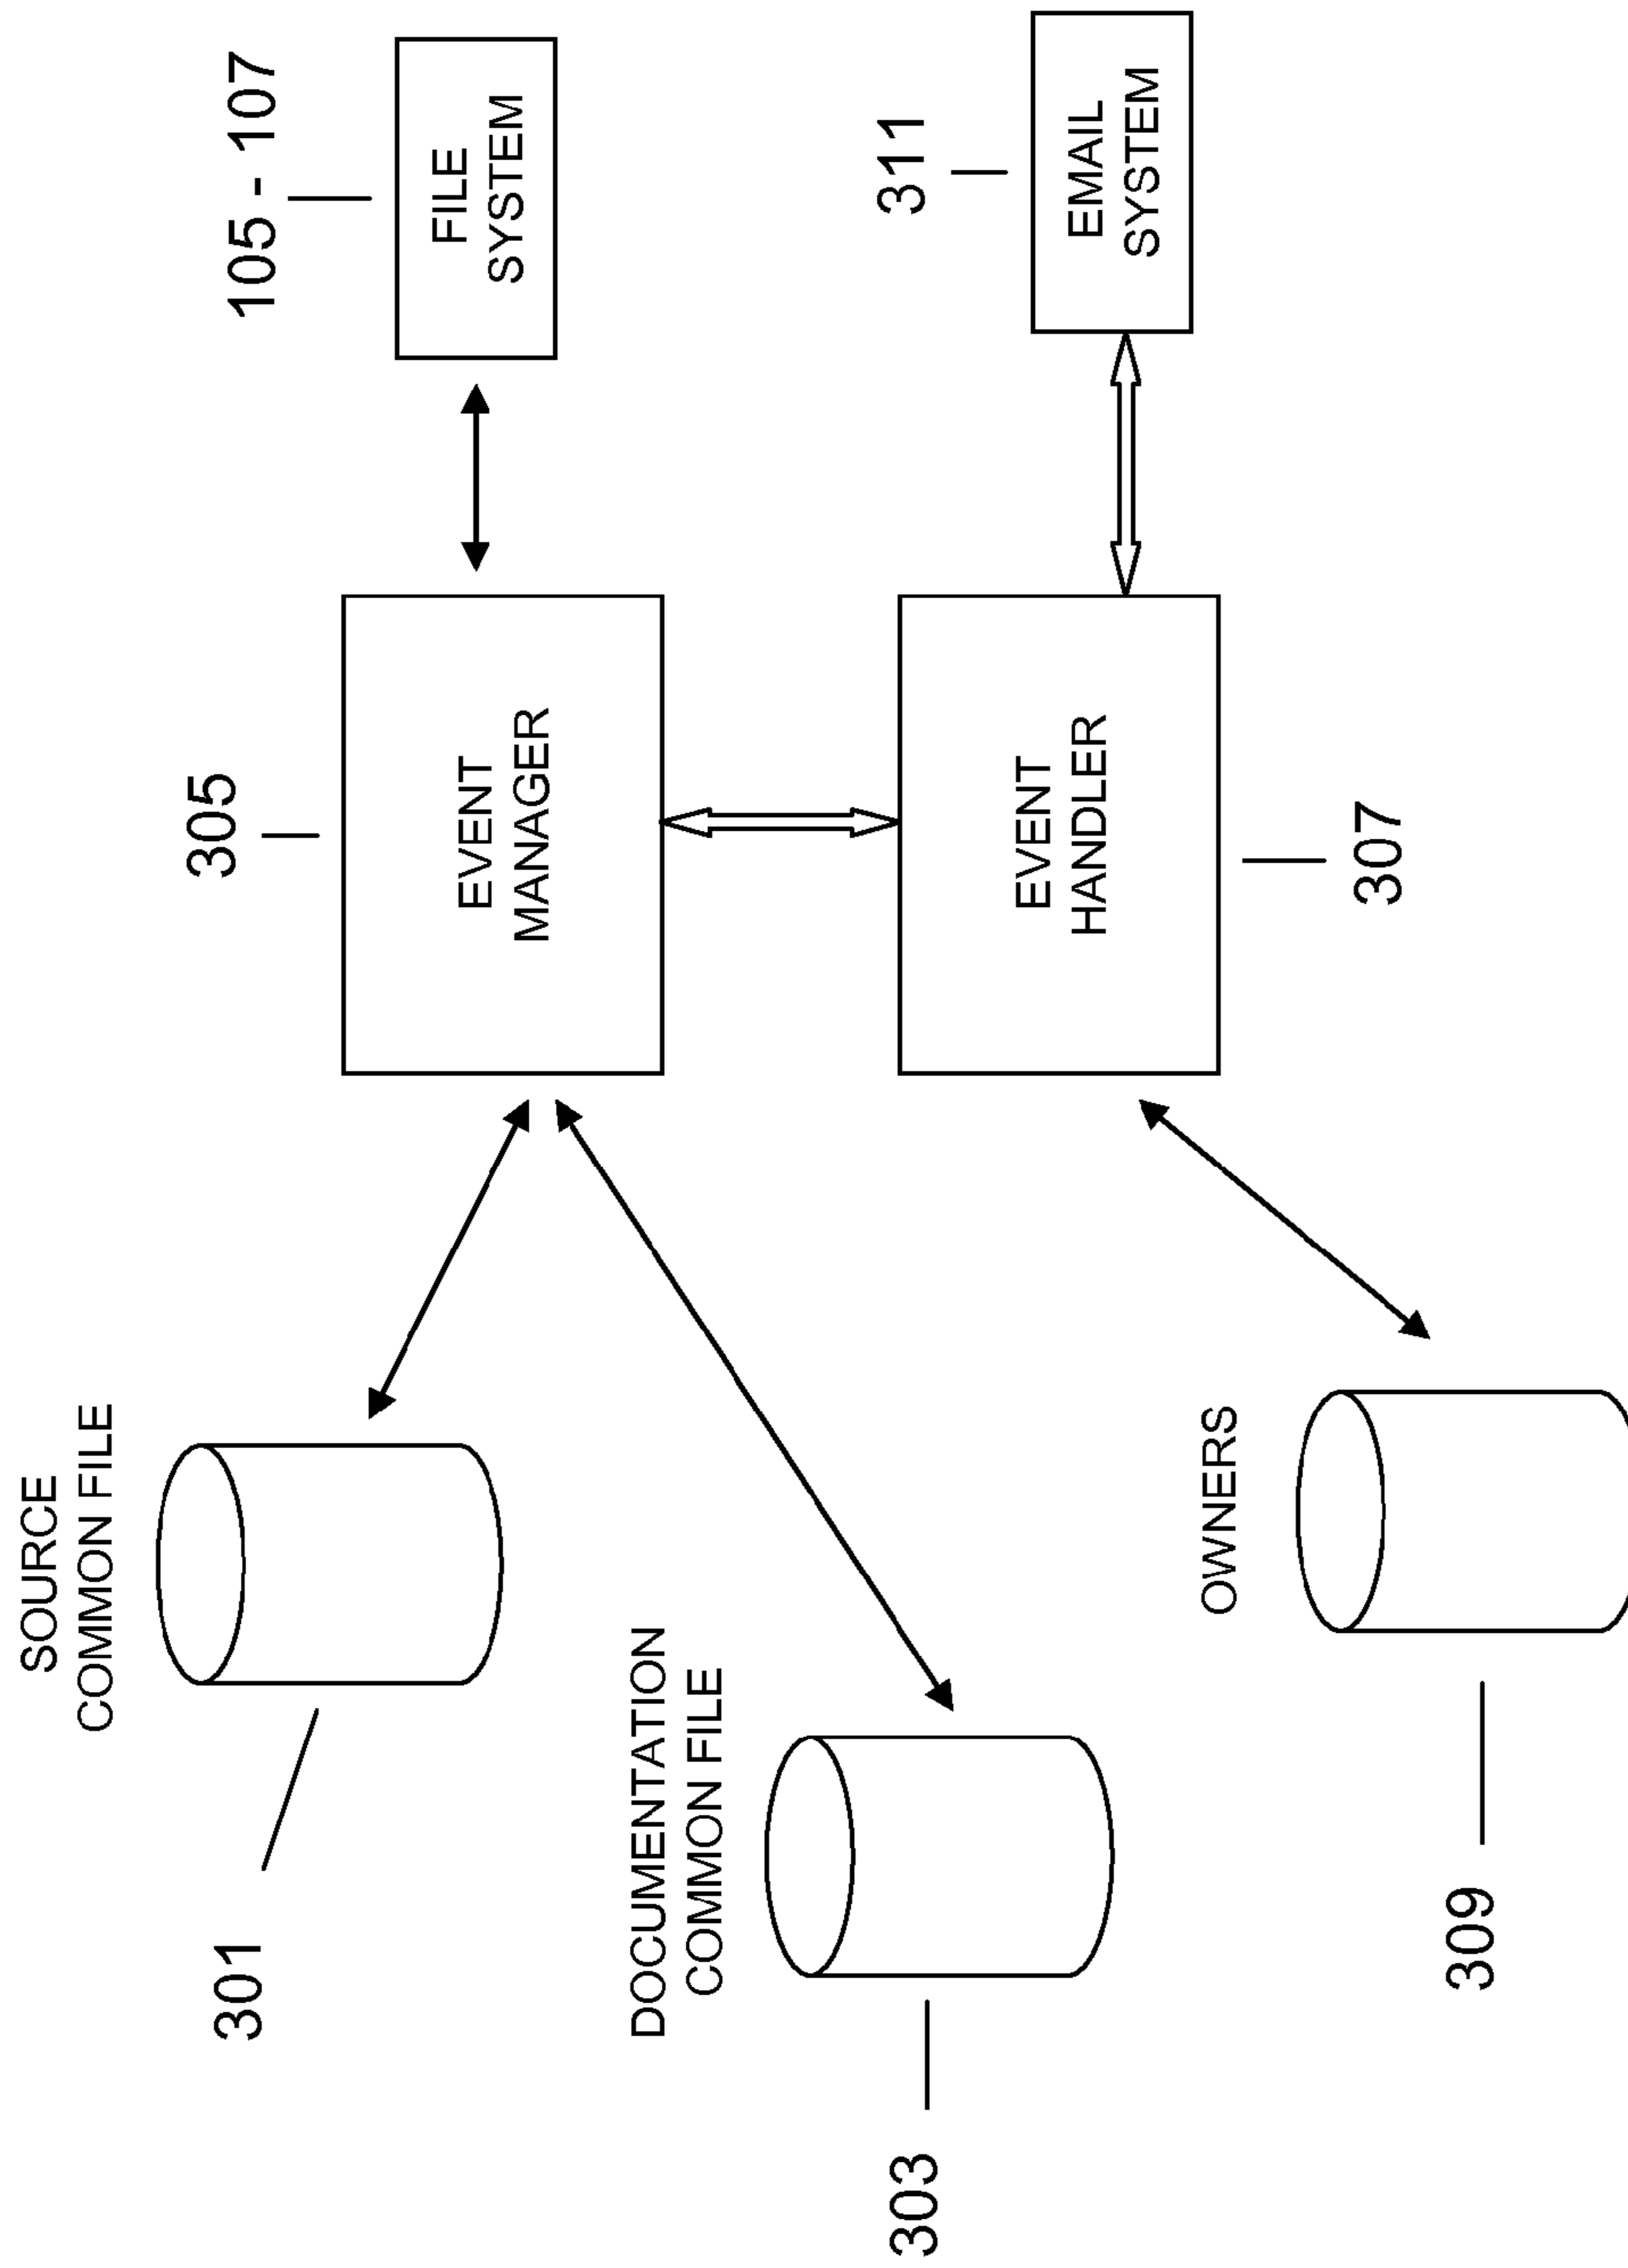 SOURCE
COMMON FILE
301
305
EVENT
MANAGER
105 - 107
FILE
SYSTEM
DOCUMENTATION
COMMON FILE
303
EVENT
HANDLER
307
311
EMAIL
SYSTEM
OWNERS
309